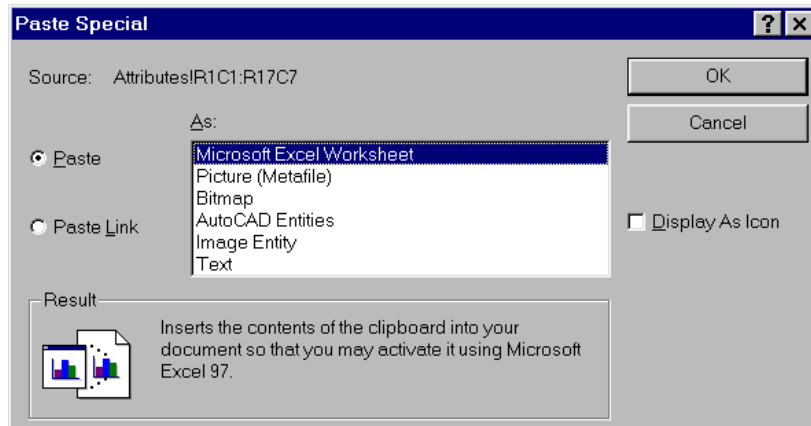 Paste Special
Source: Attributes!R1C1:R17C7
OK
As:
Cancel
Paste
Microsoft Excel Worksheet
Picture (Metafile)
Bitmap
AutoCAD Entities
Image Entity
Text
Paste Link
Display As Icon
Result
Inserts the contents of the clipboard into your
document so that you may activate it using Microsoft
Excel 97.